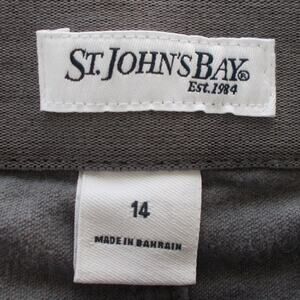 ST. JOHN'S BAY®
EST. 1984
14
MADE IN BAHRAIN